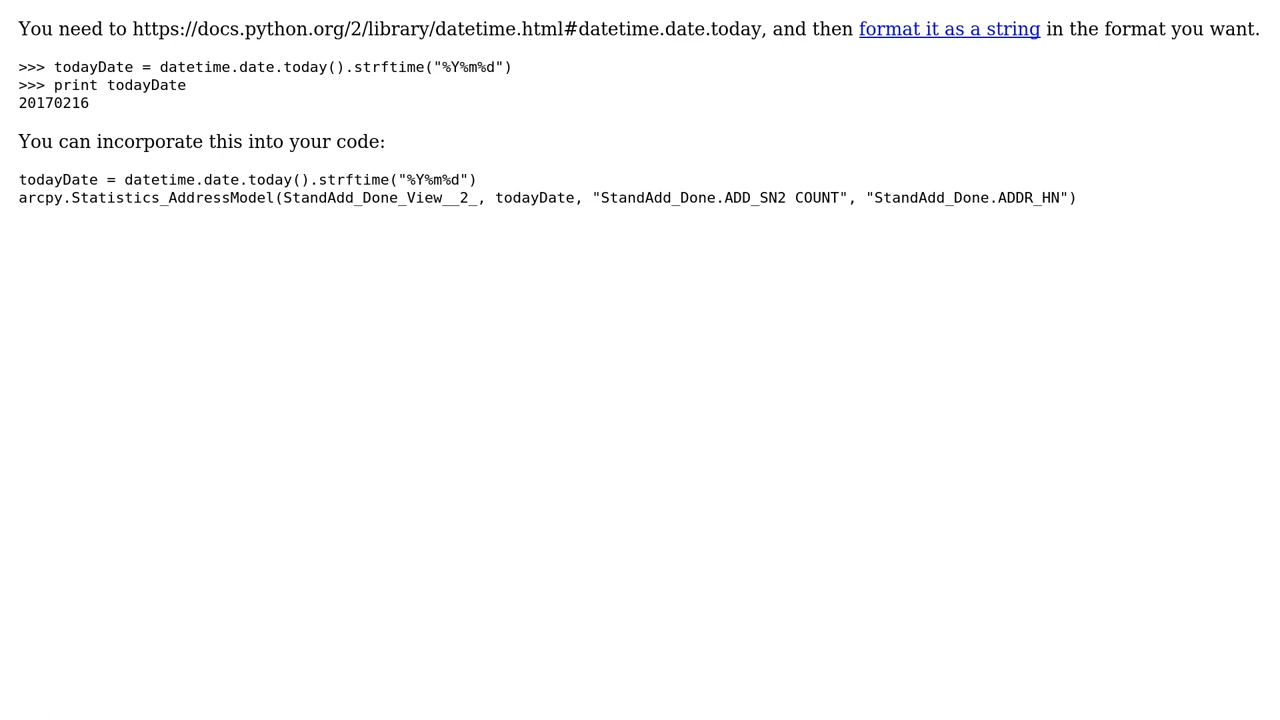 You need to https://docs.python.org/2/library/datetime.html#datetime.date.today, and then format it as a string in the format you want.
>>> todayDate = datetime.date.today().strftime("%Y%m%d")
>>> print todayDate
20170216
You can incorporate this into your code:
todayDate = datetime.date.today().strftime("%Y%m%d")
arcpy.Statistics_AddressModel(StandAdd_Done_View__2_, todayDate, "StandAdd_Done.ADD_SN2 COUNT", "StandAdd_Done.ADDR_HN")